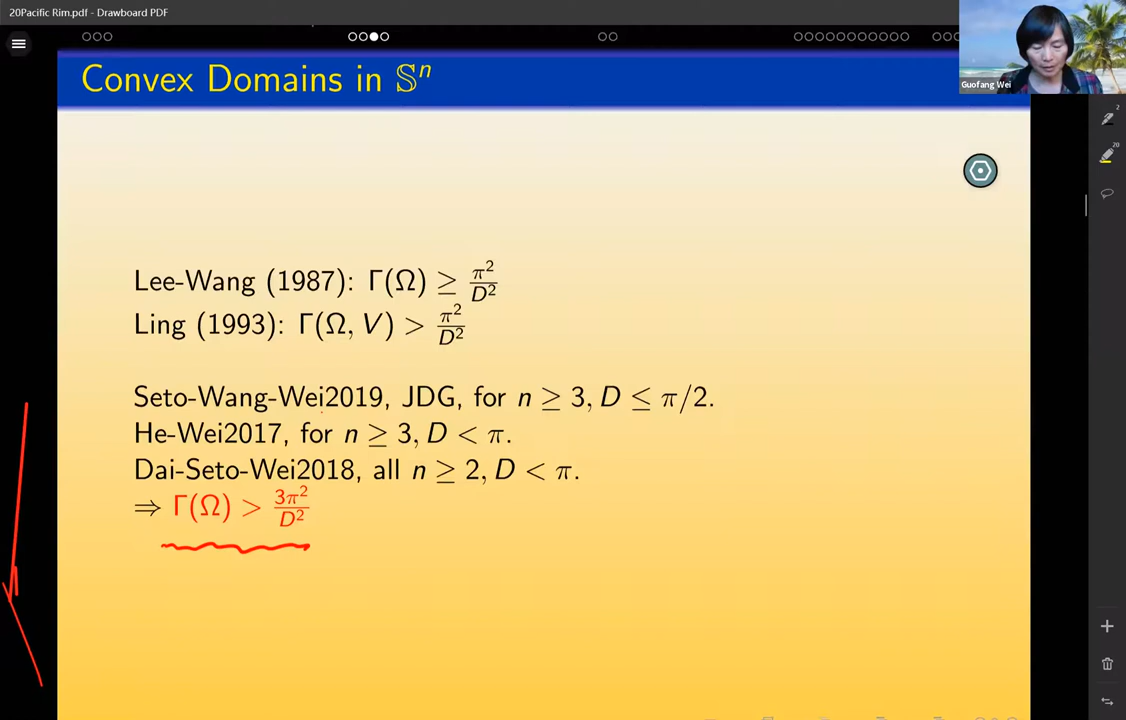 20Pacific Rim.pdf - Drawboard PDF
Convex Domains in 𝕊ⁿ
Guofang Wei
2
20
Lee-Wang (1987): Γ(Ω) ≥ π²/D²
Ling (1993): Γ(Ω, V) > π²/D²
Seto-Wang-Wei2019, JDG, for n ≥ 3, D ≤ π/2.
He-Wei2017, for n ≥ 3, D < π.
Dai-Seto-Wei2018, all n ≥ 2, D < π.
⇒ Γ(Ω) > 3π²/D²